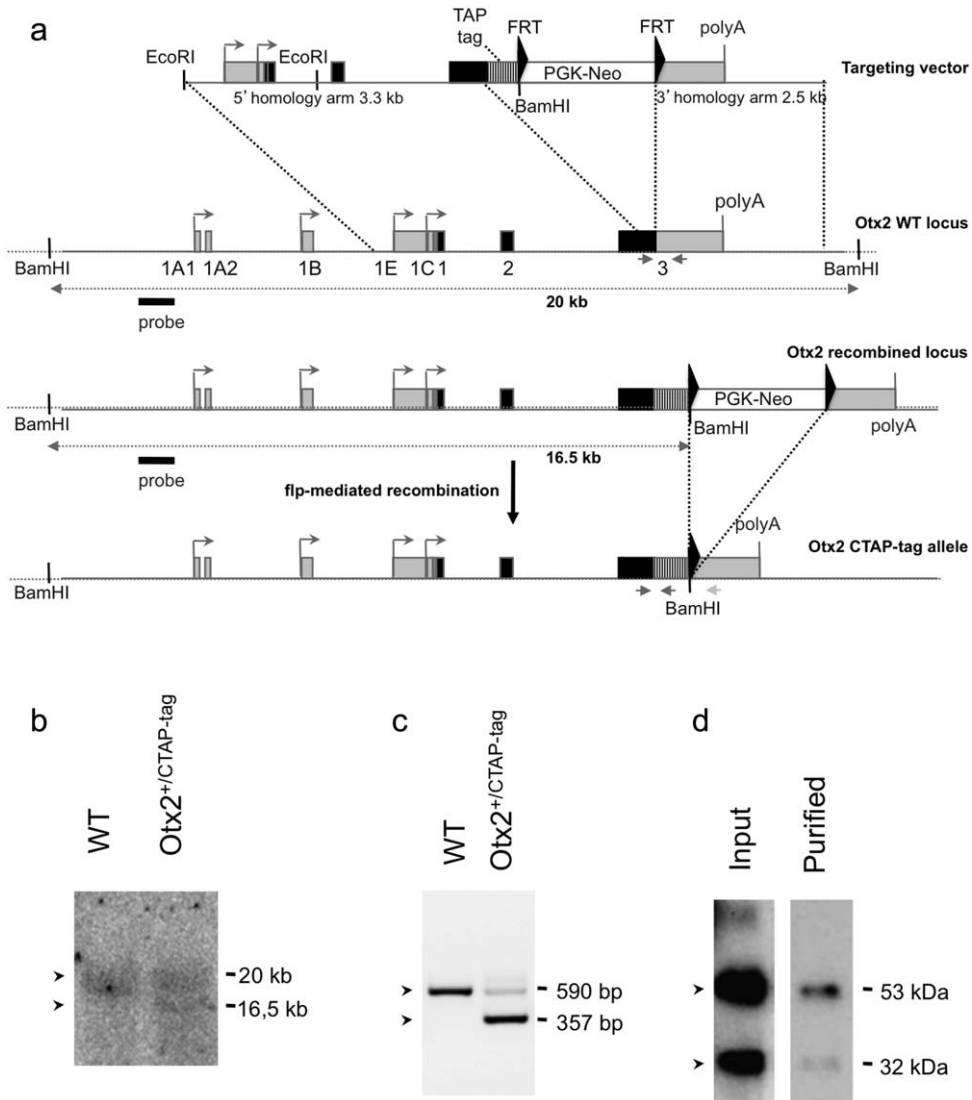 a
TAP
tag
FRT
FRT
polyA
EcoRI
EcoRI
PGK-Neo
Targeting vector
5' homology arm 3.3 kb
BamHI
3' homology arm 2.5 kb
polyA
Otx2 WT locus
BamHI
1A1
1A2
1B
1E
1C
1
2
3
BamHI
20 kb
probe
Otx2 recombined locus
PGK-Neo
BamHI
BamHI
polyA
16.5 kb
probe
flp-mediated recombination
polyA
Otx2 CTAP-tag allele
BamHI
BamHI
b
WT
Otx2+/CTAP-tag
20 kb
16,5 kb
c
WT
Otx2+/CTAP-tag
590 bp
357 bp
d
Input
Purified
53 kDa
32 kDa